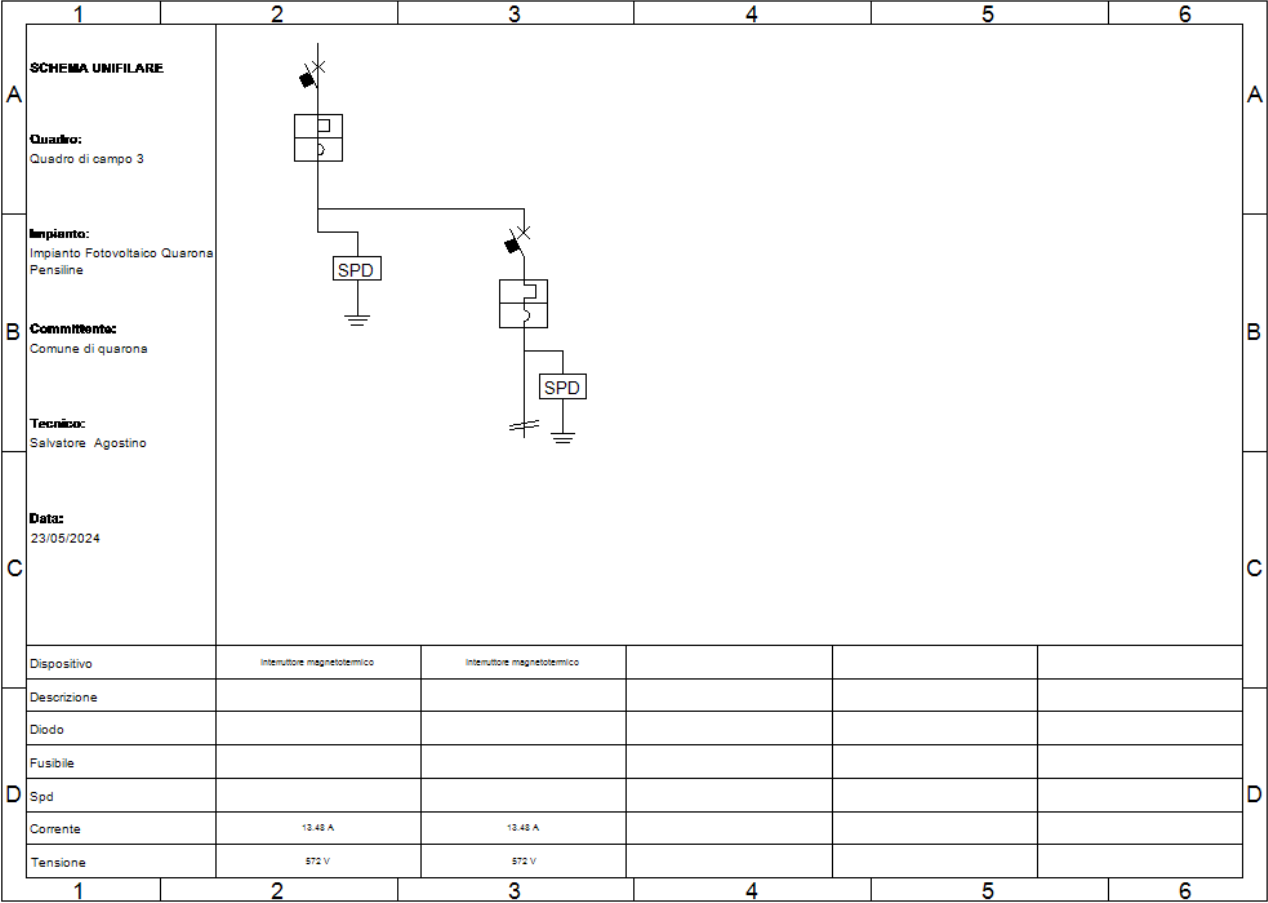 1 2 3 4 5 6
A A
SCHEMA UNIFILARE
Quadro:
Quadro di campo 3
Impianto:
Impianto Fotovoltaico Quarona
Pensiline
SPD
B B
Committente:
Comune di quarona
SPD
Tecnico:
Salvatore Agostino
Data:
23/05/2024
C C
Dispositivo Interruttore magnetotermico Interruttore magnetotermico
Descrizione
Diodo
Fusibile
D D
Spd
Corrente 13.48 A 13.48 A
Tensione 572 V 572 V
1 2 3 4 5 6